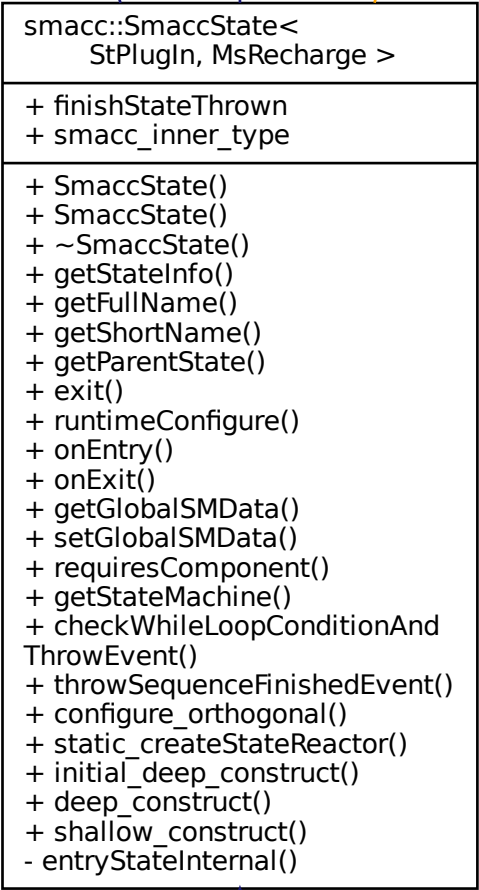 smacc::SmaccState<
StPlugIn, MsRecharge >
+ finishStateThrown
+ smacc_inner_type
+ SmaccState()
+ SmaccState()
+ ~SmaccState()
+ getStateInfo()
+ getFullName()
+ getShortName()
+ getParentState()
+ exit()
+ runtimeConfigure()
+ onEntry()
+ onExit()
+ getGlobalSMData()
+ setGlobalSMData()
+ requiresComponent()
+ getStateMachine()
+ checkWhileLoopConditionAnd
ThrowEvent()
+ throwSequenceFinishedEvent()
+ configure_orthogonal()
+ static_createStateReactor()
+ initial_deep_construct()
+ deep_construct()
+ shallow_construct()
- entryStateInternal()